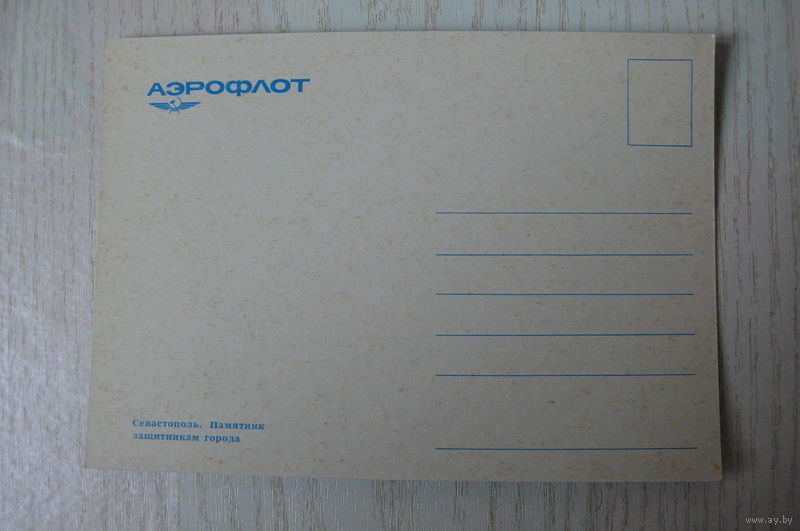 АЭРОФЛОТ
Севастополь. Памятник
защитникам города
www.ay.by